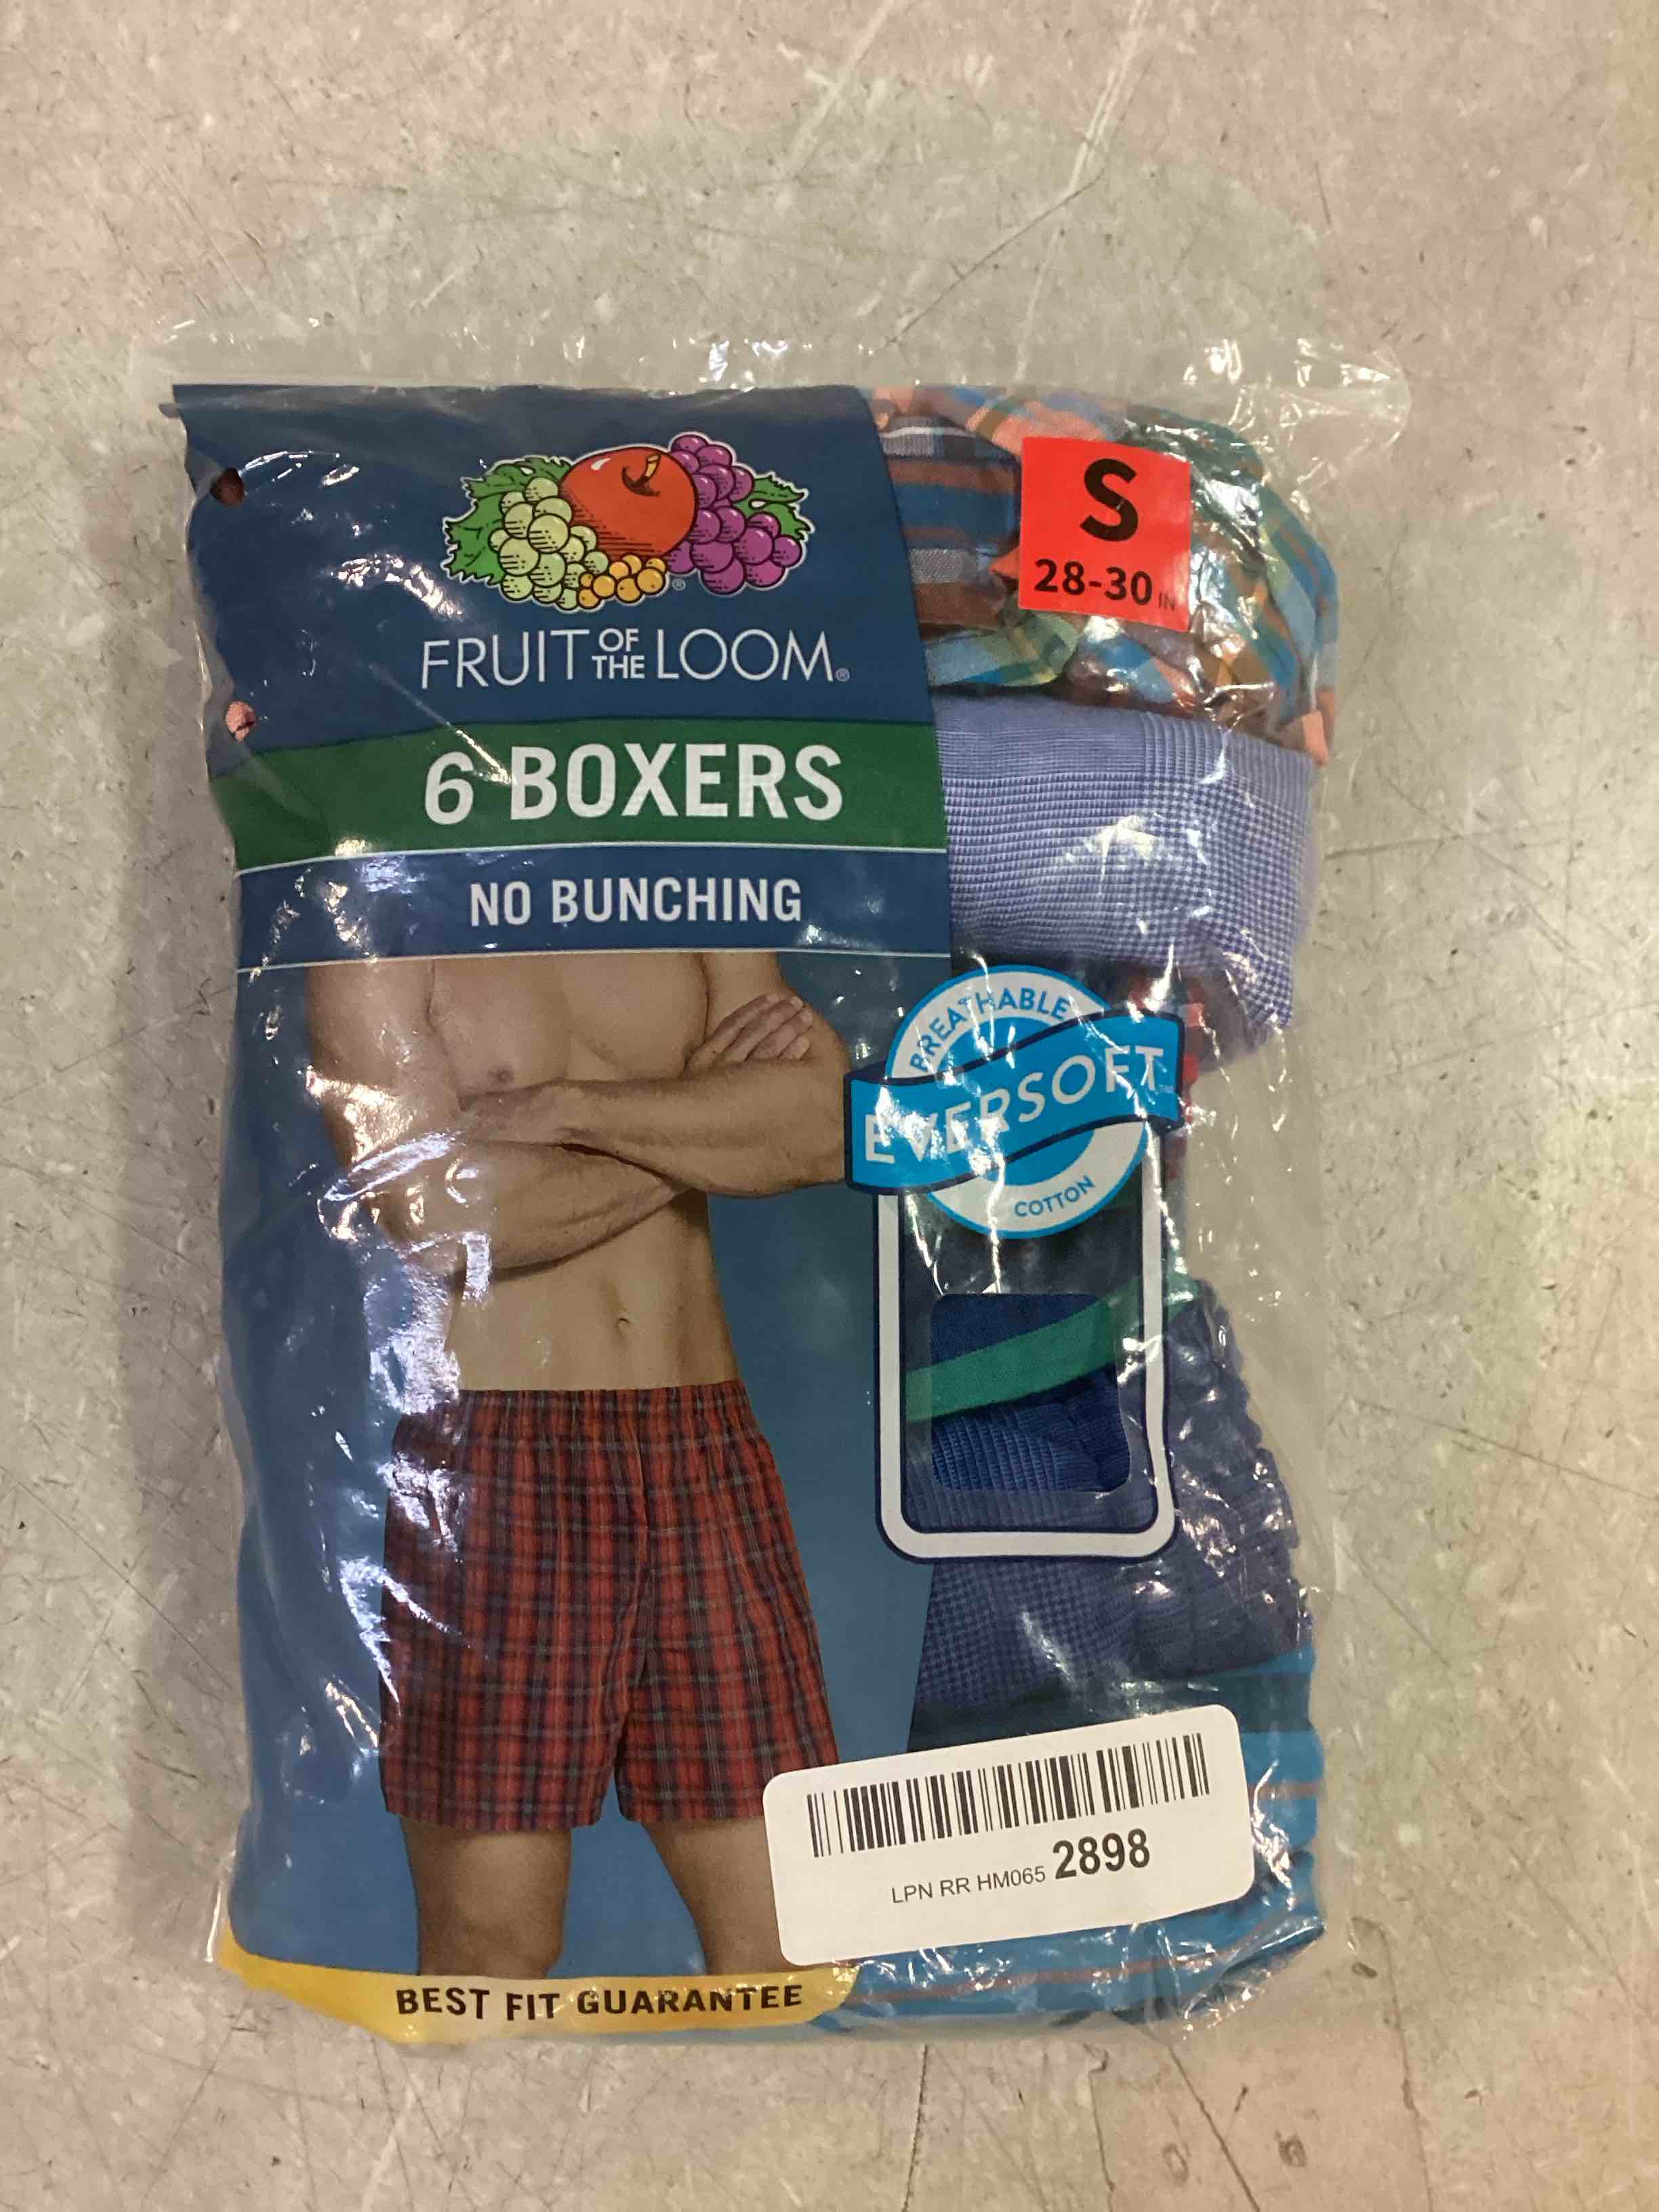 S
28-30 IN
FRUIT OF THE LOOM®
6 BOXERS
NO BUNCHING
BREATHABLE
EVERSOFT™
COTTON
LPN RR HM065 2898
BEST FIT GUARANTEE